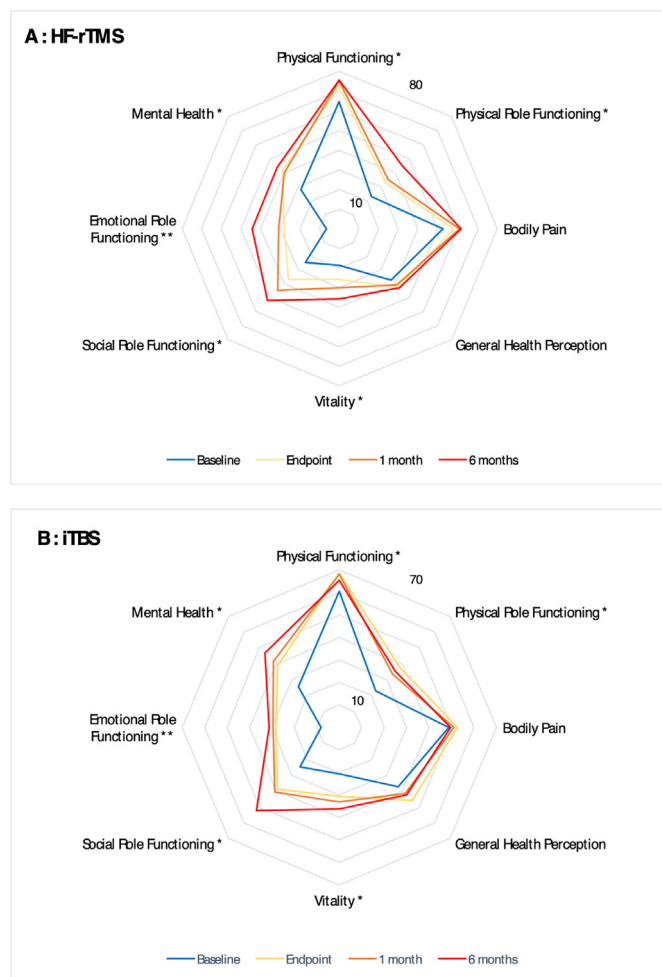 A : HF-rTMS
Physical Functioning *
80
Mental Health *
Physical Role Functioning *
10
Emotional Role
Functioning * *
Bodily Pain
Social Role Functioning *
General Health Perception
Vitality *
Baseline Endpoint 1 month 6 months
B : iTBS
Physical Functioning *
70
Mental Health *
Physical Role Functioning *
10
Emotional Role
Functioning * *
Bodily Pain
Social Role Functioning *
General Health Perception
Vitality *
Baseline Endpoint 1 month 6 months